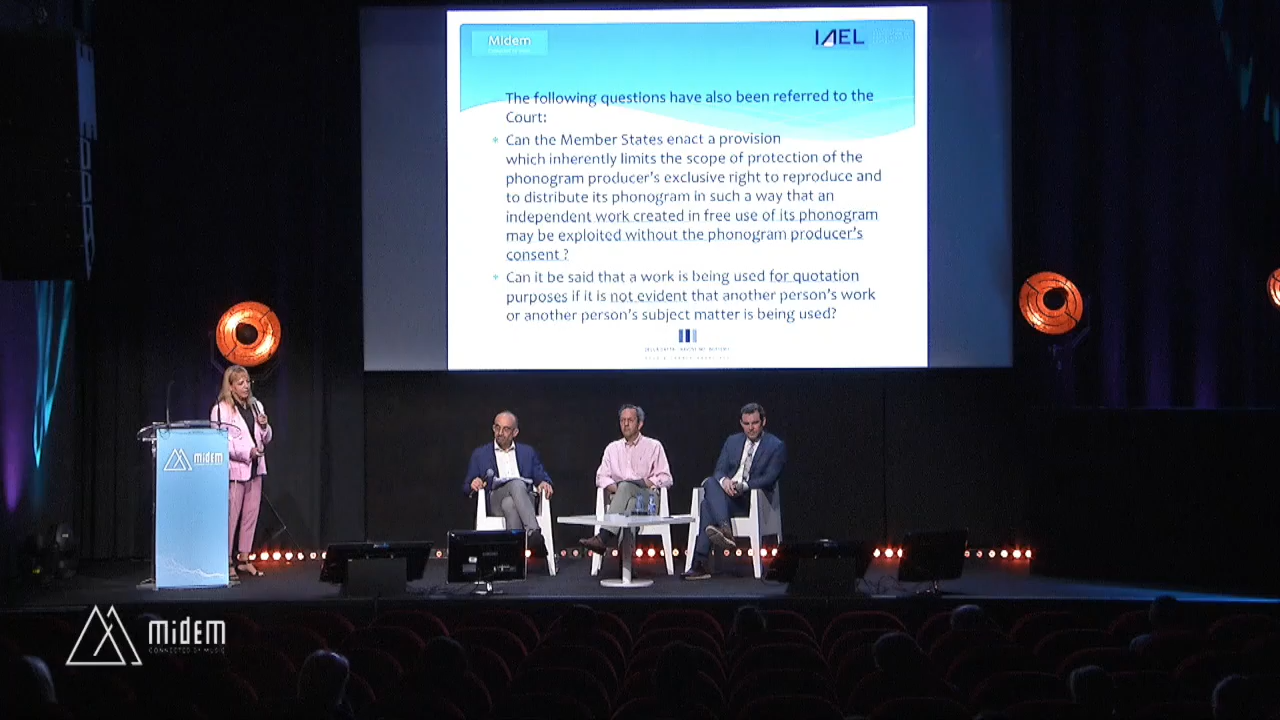 Midem
IAEL
The following questions have also been referred to the
Court:
Can the Member States enact a provision
which inherently limits the scope of protection of the
phonogram producer's exclusive right to reproduce and
to distribute its phonogram in such a way that an
independent work created in free use of its phonogram
may be exploited without the phonogram producer's
consent ?
Can it be said that a work is being used for quotation
purposes if it is not evident that another person's work
or another person's subject matter is being used?
midem
midem
CONNECTED BY MUSIC